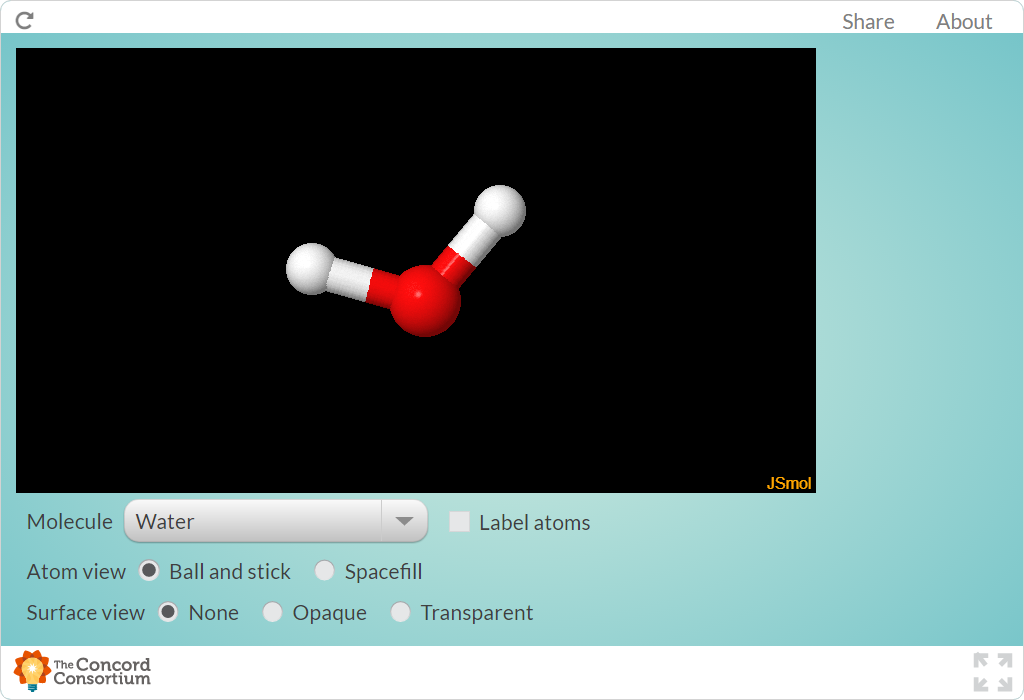 Share About
JSmol
Molecule Water Label atoms
Atom view Ball and stick Spacefill
Surface view None Opaque Transparent
The Concord
Consortium